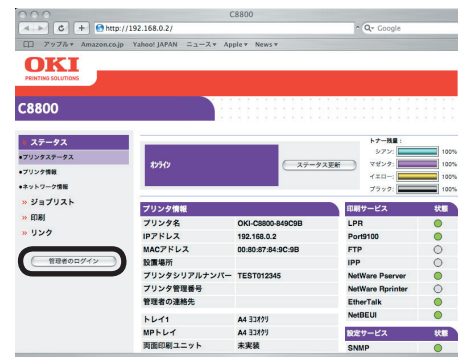 C8800
http://192.168.0.2/
Google
アップル Amazon.co.jp Yahoo! JAPAN ニュース Apple News
OKI
PRINTING SOLUTIONS
C8800
ステータス
プリンタステータス
プリンタ情報
ネットワーク情報
ジョブリスト
印刷
リンク
管理者のログイン
オンライン
ステータス更新
トナー残量:
シアン: 100%
マゼンタ: 100%
イエロー: 100%
ブラック: 100%
プリンタ情報
プリンタ名 OKI-C8800-849C9B
IPアドレス 192.168.0.2
MACアドレス 00:80:87:84:9C:9B
設置場所
プリンタシリアルナンバー TEST012345
プリンタ管理番号
管理者の連絡先
トレイ1 A4 ヨコオクリ
MPトレイ A4 ヨコオクリ
両面印刷ユニット 未実装
印刷サービス 状態
LPR
Port9100
FTP
IPP
NetWare Pserver
NetWare Rprinter
EtherTalk
NetBEUI
設定サービス 状態
SNMP